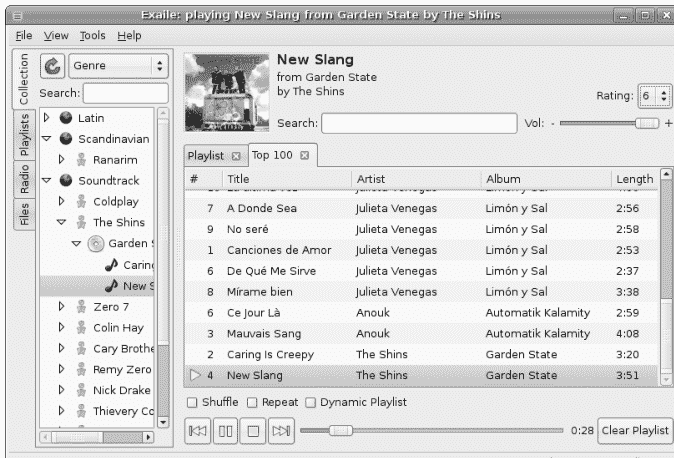 Exaile: playing New Slang from Garden State by The Shins
File View Tools Help
Collection
Playlists
Radio
Files
Genre
Search:
Latin
Scandinavian
Ranarim
Soundtrack
Coldplay
The Shins
Garden S
Caring
New S
Zero 7
Colin Hay
Cary Brothe
Remy Zero
Nick Drake
Thievery Co
New Slang
from Garden State
by The Shins
Rating: 6
Search: Vol: - +
Playlist Top 100
# Title Artist Album Length
7 A Donde Sea Julieta Venegas Limón y Sal 2:56
9 No seré Julieta Venegas Limón y Sal 2:58
1 Canciones de Amor Julieta Venegas Limón y Sal 2:53
6 De Qué Me Sirve Julieta Venegas Limón y Sal 2:37
8 Mírame bien Julieta Venegas Limón y Sal 3:38
6 Ce Jour Là Anouk Automatik Kalamity 2:59
3 Mauvais Sang Anouk Automatik Kalamity 4:08
2 Caring Is Creepy The Shins Garden State 3:20
4 New Slang The Shins Garden State 3:51
Shuffle Repeat Dynamic Playlist
0:28 Clear Playlist